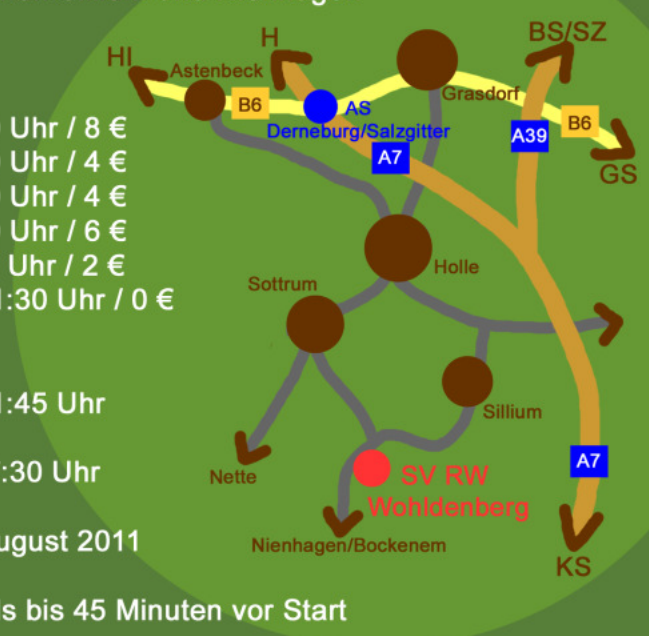 H
BS/SZ
HI
Astenbeck
Grasdorf
B6
AS
Derneburg/Salzgitter
A7
A39
B6
GS
Uhr / 8 €
Uhr / 4 €
Uhr / 4 €
Uhr / 6 €
Uhr / 2 €
:30 Uhr / 0 €
Holle
Sottrum
Sillium
:45 Uhr
:30 Uhr
Nette
SV RW
Wohldenberg
A7
ugust 2011
Nienhagen/Bockenem
KS
ls bis 45 Minuten vor Start